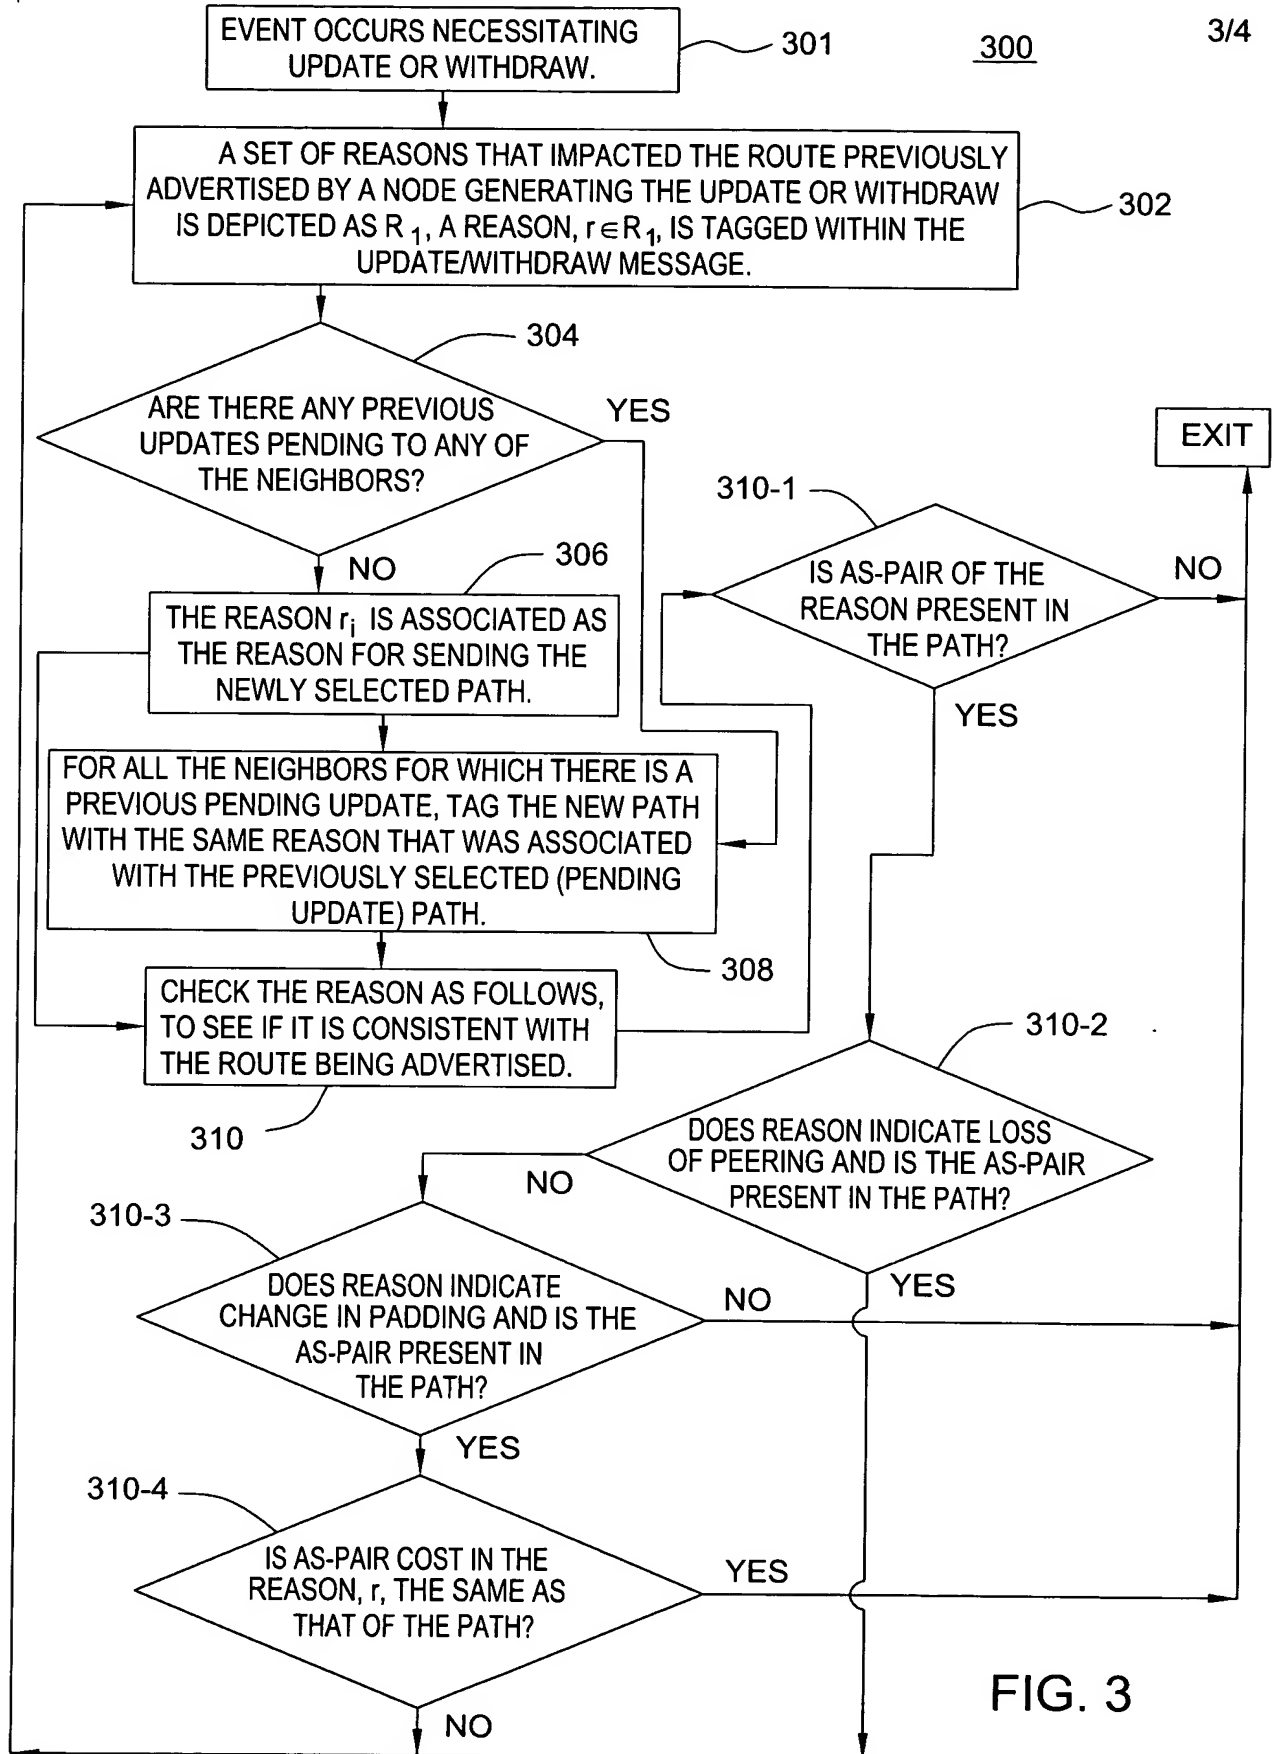 3/4
300
EVENT OCCURS NECESSITATING
UPDATE OR WITHDRAW.
301
A SET OF REASONS THAT IMPACTED THE ROUTE PREVIOUSLY
ADVERTISED BY A NODE GENERATING THE UPDATE OR WITHDRAW
IS DEPICTED AS R1, A REASON, r∈R1, IS TAGGED WITHIN THE
UPDATE/WITHDRAW MESSAGE.
302
304
ARE THERE ANY PREVIOUS
UPDATES PENDING TO ANY OF
THE NEIGHBORS?
YES
NO
306
THE REASON ri IS ASSOCIATED AS
THE REASON FOR SENDING THE
NEWLY SELECTED PATH.
FOR ALL THE NEIGHBORS FOR WHICH THERE IS A
PREVIOUS PENDING UPDATE, TAG THE NEW PATH
WITH THE SAME REASON THAT WAS ASSOCIATED
WITH THE PREVIOUSLY SELECTED (PENDING
UPDATE) PATH.
308
CHECK THE REASON AS FOLLOWS,
TO SEE IF IT IS CONSISTENT WITH
THE ROUTE BEING ADVERTISED.
310
EXIT
310-1
IS AS-PAIR OF THE
REASON PRESENT IN
THE PATH?
NO
YES
310-2
DOES REASON INDICATE LOSS
OF PEERING AND IS THE AS-PAIR
PRESENT IN THE PATH?
NO
YES
310-3
DOES REASON INDICATE
CHANGE IN PADDING AND IS THE
AS-PAIR PRESENT IN
THE PATH?
NO
YES
310-4
IS AS-PAIR COST IN THE
REASON, r, THE SAME AS
THAT OF THE PATH?
YES
NO
FIG. 3